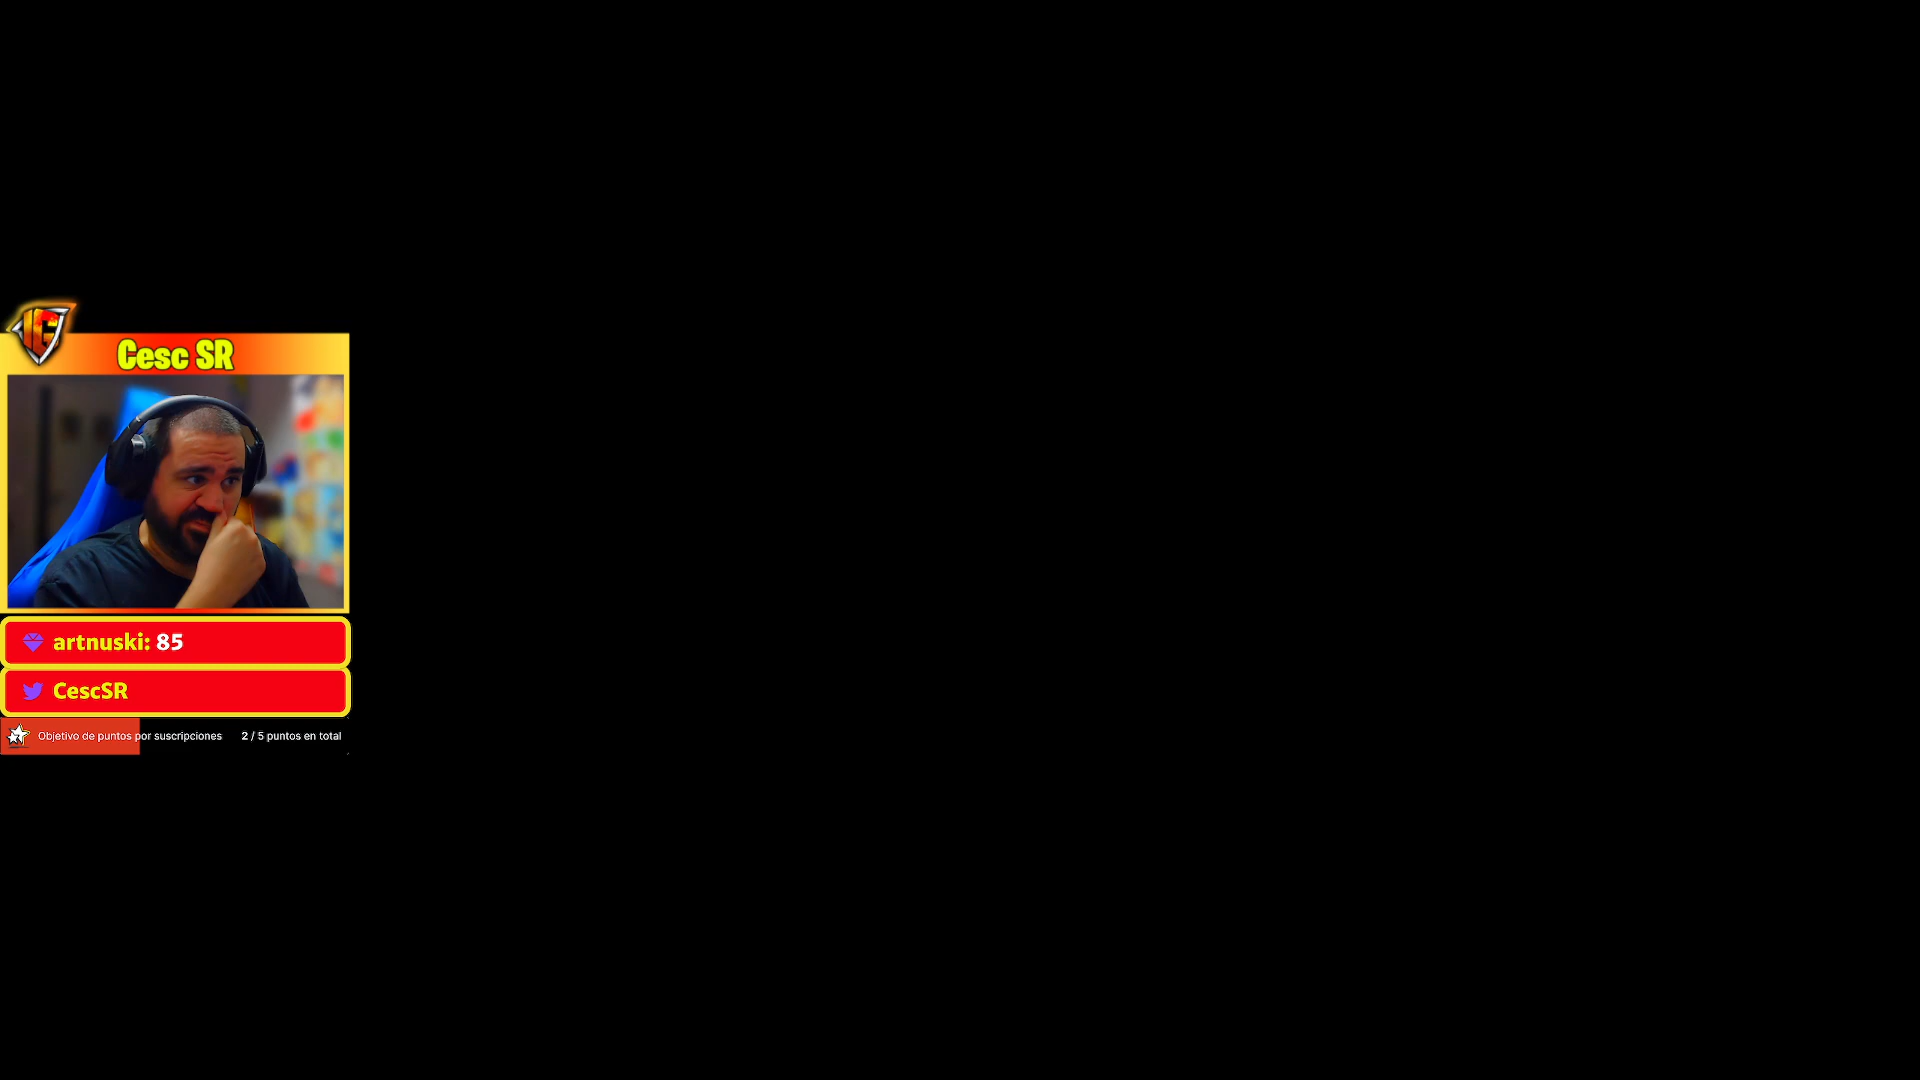 Cesc SR
artnuski: 85
CescSR
Objetivo de puntos por suscripciones 2 / 5 puntos en total